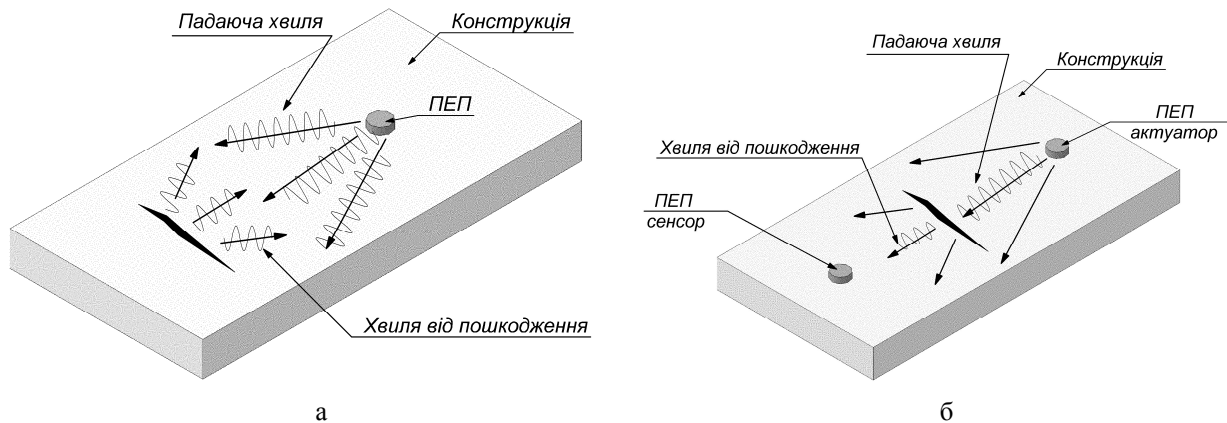 Падаюча хвиля
Конструкція
ПЕП
Хвиля від пошкодження
а
Падаюча хвиля
Конструкція
ПЕП
актуатор
Хвиля від пошкодження
ПЕП
сенсор
б